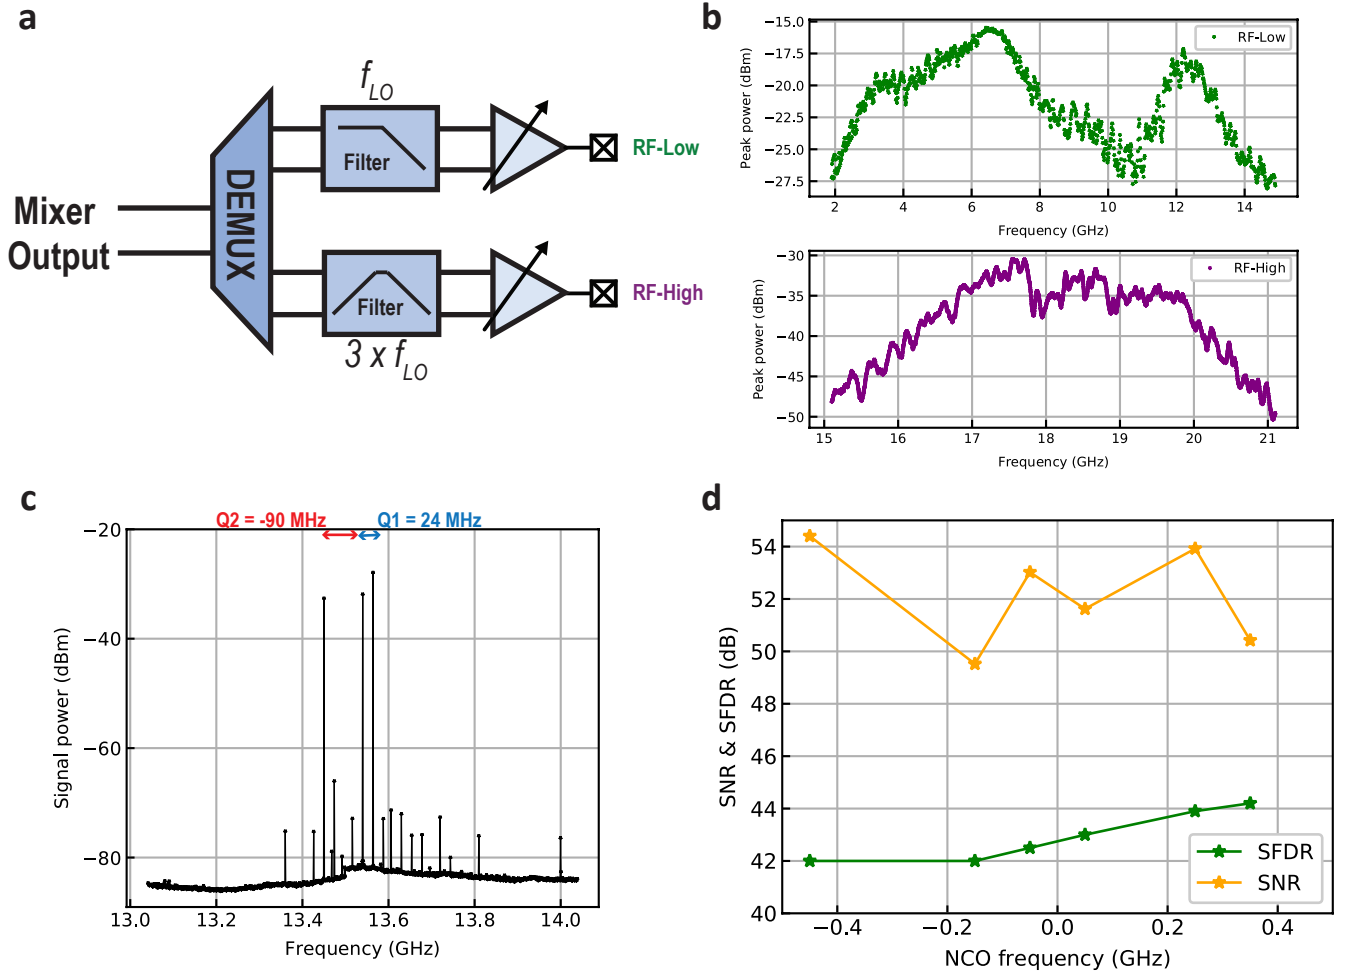 a
f_LO
Filter
RF-Low
DEMUX
Mixer
Output
Filter
RF-High
3 x f_LO
b
−15.0
−17.5
−20.0
−22.5
−25.0
−27.5
Peak power (dBm)
RF-Low
2 4 6 8 10 12 14
Frequency (GHz)
−30
−35
−40
−45
−50
Peak power (dBm)
RF-High
15 16 17 18 19 20 21
Frequency (GHz)
c
Q2 = -90 MHz Q1 = 24 MHz
−20
−40
−60
−80
Signal power (dBm)
13.0 13.2 13.4 13.6 13.8 14.0
Frequency (GHz)
d
54
52
50
48
46
44
42
40
SNR & SFDR (dB)
SFDR
SNR
−0.4 −0.2 0.0 0.2 0.4
NCO frequency (GHz)